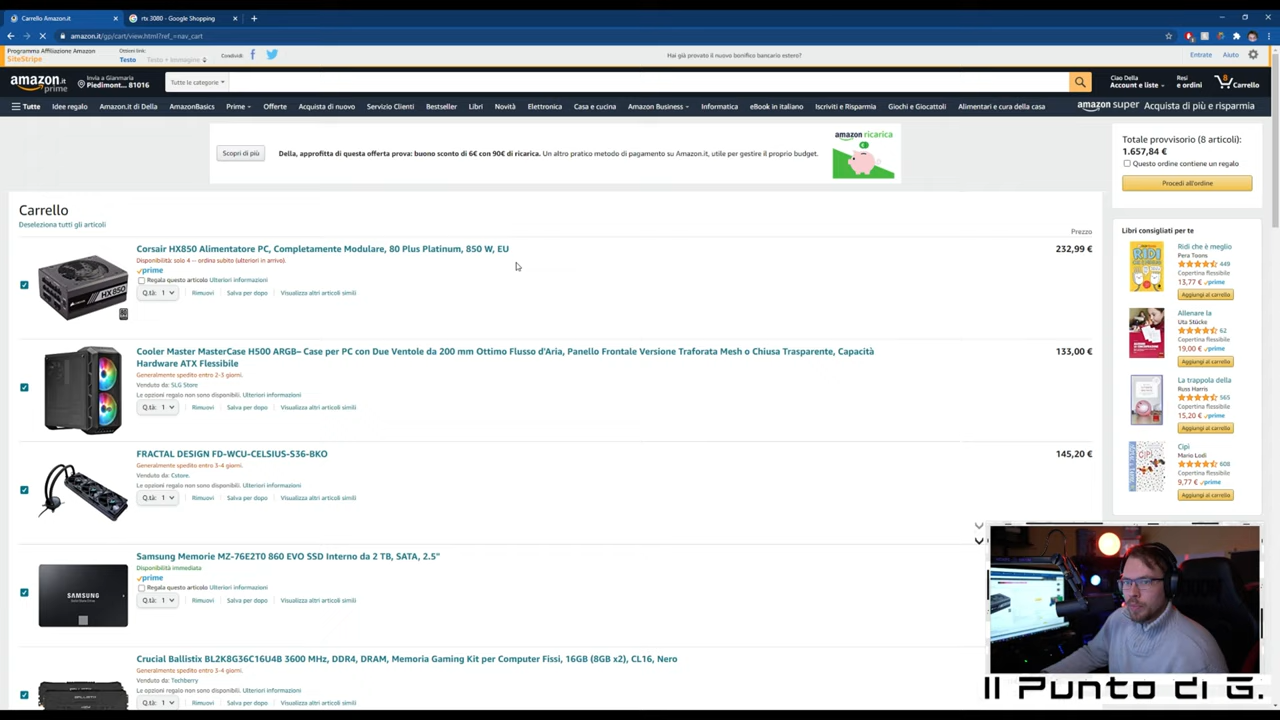 Carrello Amazon.it
rtx 3080 - Google Shopping
amazon.it/gp/cart/view.html?ref_=nav_cart
Programma Affiliazione Amazon
SiteStripe
Ottieni link:
Testo
Testo + Immagine
Condividi:
Hai già provato il nuovo bonifico bancario estero?
Entrate
Aiuto
amazon.it
prime
Invia a Gianmaria
Piedimont... 81016
Tutte le categorie
Ciao Della
Account e liste
Resi
e ordini
8
Carrello
Tutte
Idee regalo
Amazon.it di Della
AmazonBasics
Prime
Offerte
Acquista di nuovo
Servizio Clienti
Bestseller
Libri
Novità
Elettronica
Casa e cucina
Amazon Business
Informatica
eBook in italiano
Iscriviti e Risparmia
Giochi e Giocattoli
Alimentari e cura della casa
amazon super Acquista di più e risparmia
Scopri di più
Della, approfitta di questa offerta prova: buono sconto di 6€ con 90€ di ricarica. Un altro pratico metodo di pagamento su Amazon.it, utile per gestire il proprio budget.
amazon ricarica
€
Totale provvisorio (8 articoli):
1.657,84 €
Questo ordine contiene un regalo
Procedi all'ordine
Carrello
Deseleziona tutti gli articoli
Prezzo
Corsair HX850 Alimentatore PC, Completamente Modulare, 80 Plus Platinum, 850 W, EU
232,99 €
Disponibilità: solo 4 -- ordina subito (ulteriori in arrivo).
prime
Regala questo articolo Ulteriori informazioni
Q.tà: 1
Rimuovi
Salva per dopo
Visualizza altri articoli simili
HX850
Cooler Master MasterCase H500 ARGB– Case per PC con Due Ventole da 200 mm Ottimo Flusso d'Aria, Panello Frontale Versione Traforata Mesh o Chiusa Trasparente, Capacità
Hardware ATX Flessibile
133,00 €
Generalmente spedito entro 2-3 giorni.
Venduto da: SLG Store
Le opzioni regalo non sono disponibili. Ulteriori informazioni
Q.tà: 1
Rimuovi
Salva per dopo
Visualizza altri articoli simili
FRACTAL DESIGN FD-WCU-CELSIUS-S36-BKO
145,20 €
Generalmente spedito entro 3-4 giorni.
Venduto da: Cstore.
Le opzioni regalo non sono disponibili. Ulteriori informazioni
Q.tà: 1
Rimuovi
Salva per dopo
Visualizza altri articoli simili
Samsung Memorie MZ-76E2T0 860 EVO SSD Interno da 2 TB, SATA, 2.5"
Disponibilità immediata
prime
Regala questo articolo Ulteriori informazioni
Q.tà: 1
Rimuovi
Salva per dopo
Visualizza altri articoli simili
SAMSUNG
Crucial Ballistix BL2K8G36C16U4B 3600 MHz, DDR4, DRAM, Memoria Gaming Kit per Computer Fissi, 16GB (8GB x2), CL16, Nero
Generalmente spedito entro 3-4 giorni.
Venduto da: Techberry
Le opzioni regalo non sono disponibili. Ulteriori informazioni
Q.tà: 1
Rimuovi
Salva per dopo
Visualizza altri articoli simili
Libri consigliati per te
Ridi che è meglio
Pera Toons
449
Copertina flessibile
13,77 € prime
Aggiungi al carrello
Allenare la
Uta Stücke
62
Copertina flessibile
19,00 € prime
Aggiungi al carrello
La trappola della
Russ Harris
565
Copertina flessibile
15,20 € prime
Aggiungi al carrello
Cipì
Mario Lodi
608
Copertina flessibile
9,77 € prime
Aggiungi al carrello
Il Punto di G.